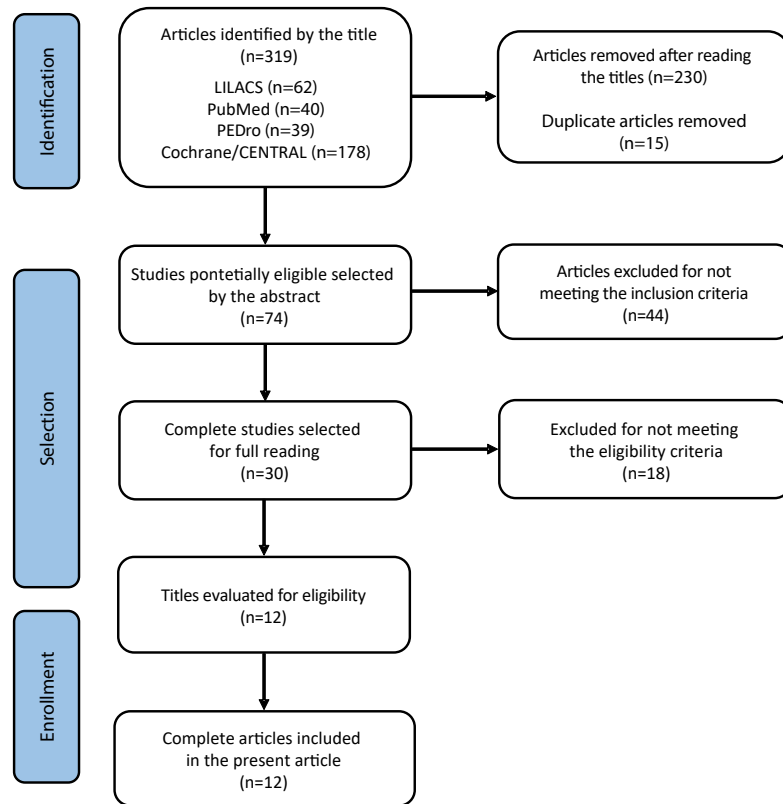 Identification
Articles identified by the title
(n=319)
LILACS (n=62)
PubMed (n=40)
PEDro (n=39)
Cochrane/CENTRAL (n=178)
Articles removed after reading
the titles (n=230)
Duplicate articles removed
(n=15)
Selection
Studies pontetially eligible selected
by the abstract
(n=74)
Articles excluded for not
meeting the inclusion criteria
(n=44)
Complete studies selected
for full reading
(n=30)
Excluded for not meeting
the eligibility criteria
(n=18)
Titles evaluated for eligibility
(n=12)
Enrollment
Complete articles included
in the present article
(n=12)